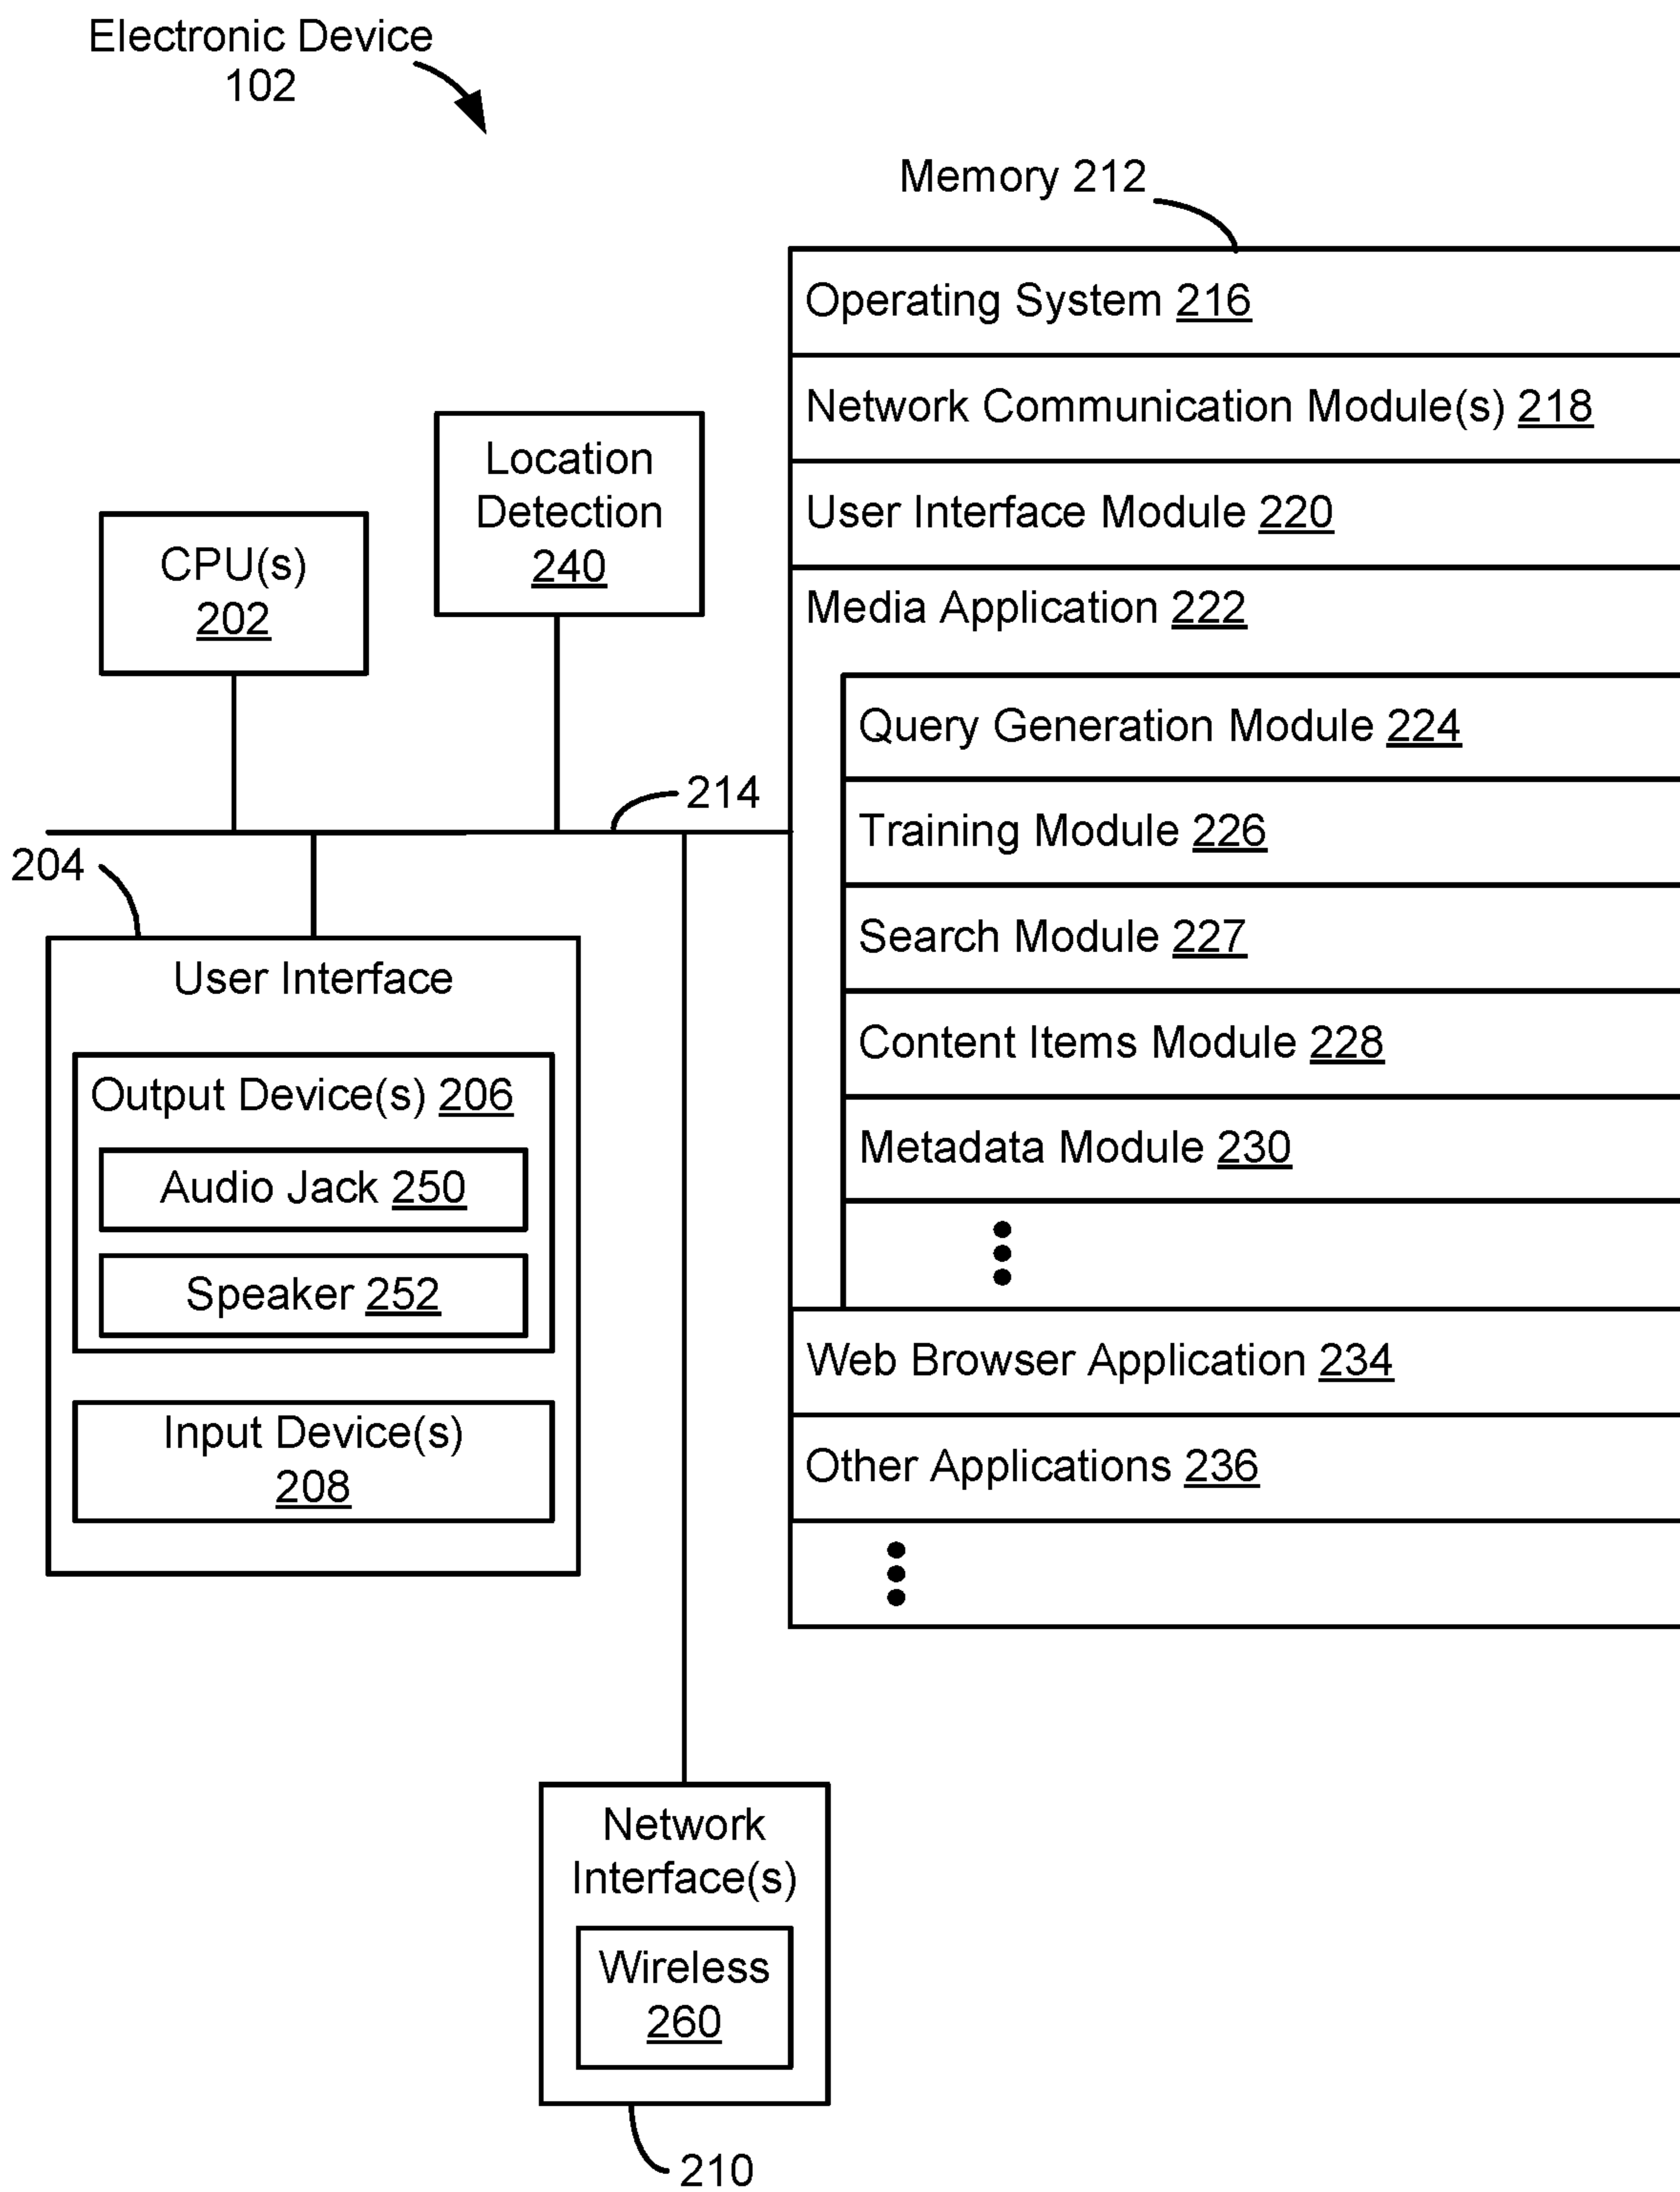 Electronic Device
102
Memory 212
Operating System 216
Network Communication Module(s) 218
User Interface Module 220
Media Application 222
Query Generation Module 224
Training Module 226
Search Module 227
Content Items Module 228
Metadata Module 230
Web Browser Application 234
Other Applications 236
Location
Detection
240
CPU(s)
202
214
204
User Interface
Output Device(s) 206
Audio Jack 250
Speaker 252
Input Device(s)
208
Network
Interface(s)
Wireless
260
210